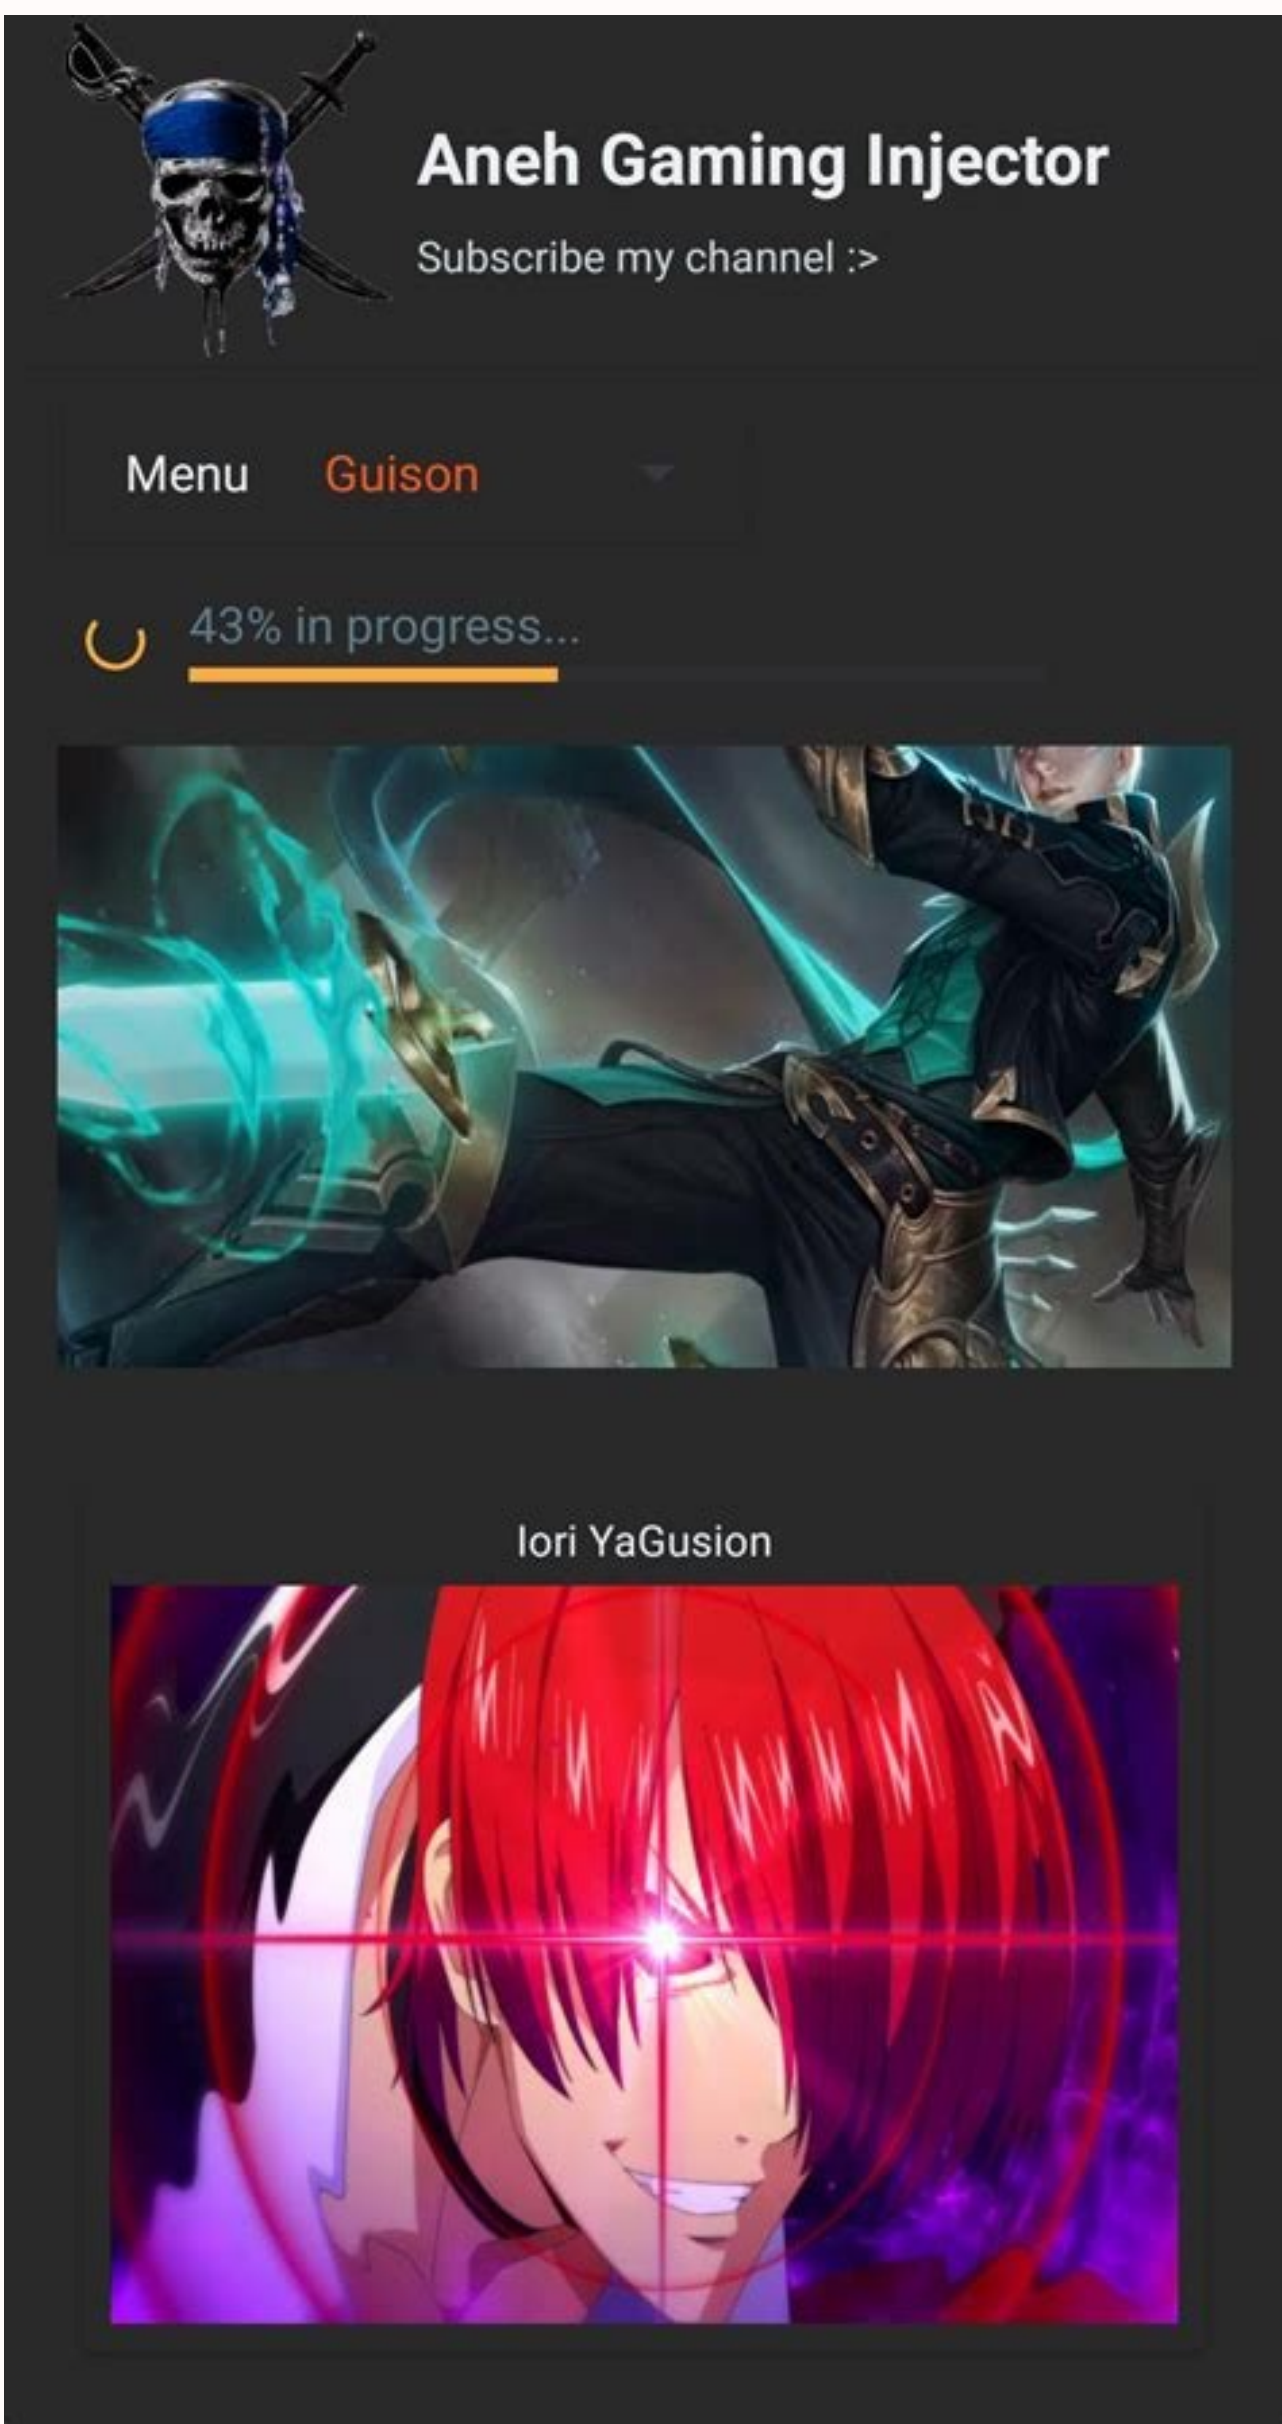 Aneh Gaming Injector
Subscribe my channel :>
Menu Guison
43% in progress...
Iori YaGusion